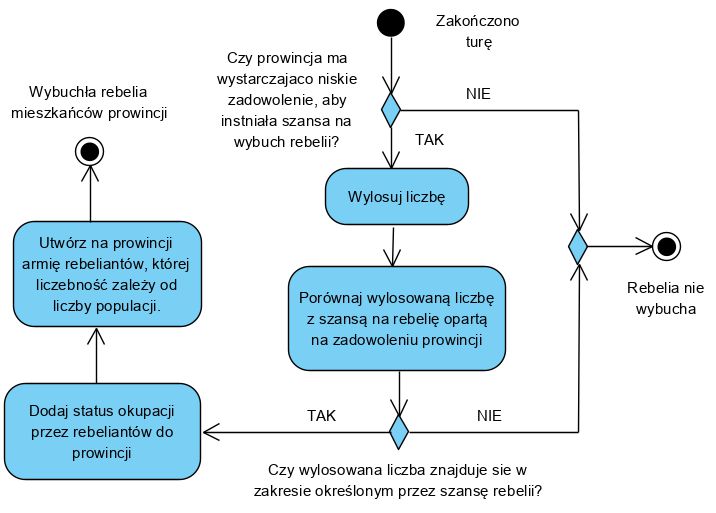 Zakończono
turę
Czy prowincja ma
wystarczajaco niskie
zadowolenie, aby
instniała szansa na
wybuch rebelii?
NIE
TAK
Wybuchła rebelia
mieszkańców prowincji
Wylosuj liczbę
Utwórz na prowincji
armię rebeliantów, której
liczebność zależy od
liczby populacji.
Porównaj wylosowaną liczbę
z szansą na rebelię opartą
na zadowoleniu prowincji
Rebelia nie
wybucha
Dodaj status okupacji
przez rebeliantów do
prowincji
TAK
NIE
Czy wylosowana liczba znajduje sie w
zakresie określonym przez szansę rebelii?